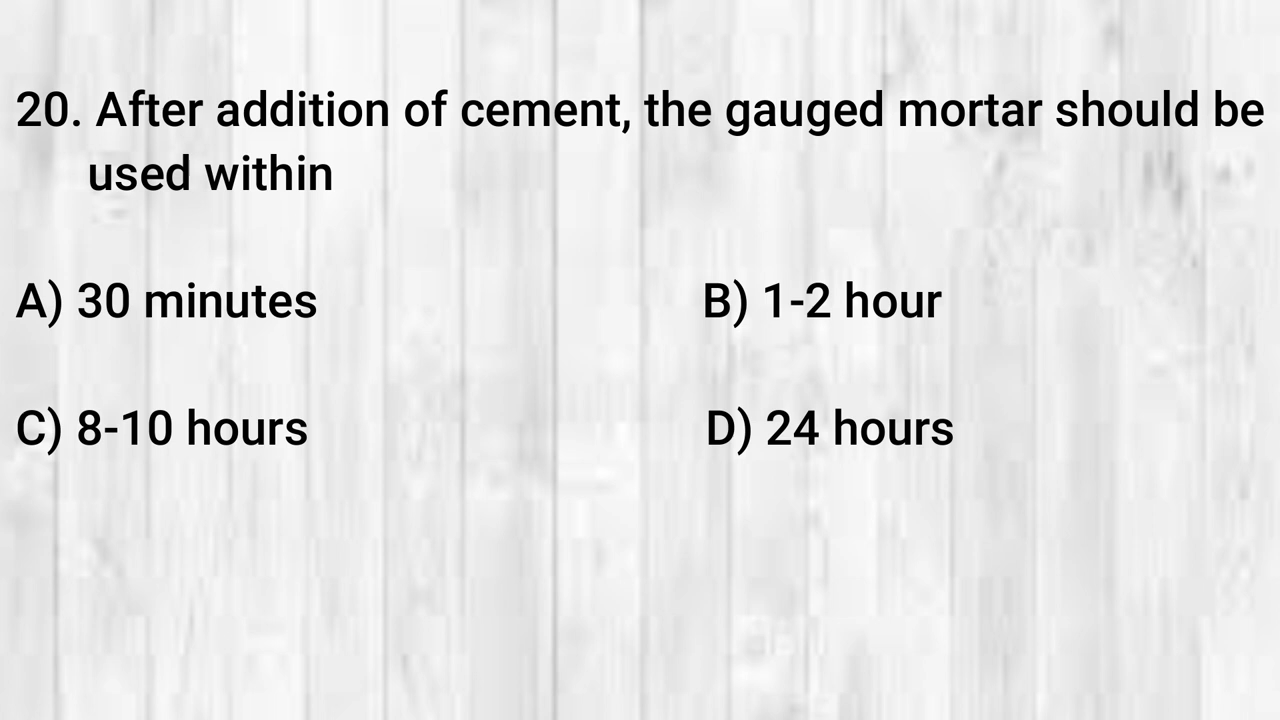 20. After addition of cement, the gauged mortar should be
used within
A) 30 minutes B) 1-2 hour
C) 8-10 hours D) 24 hours